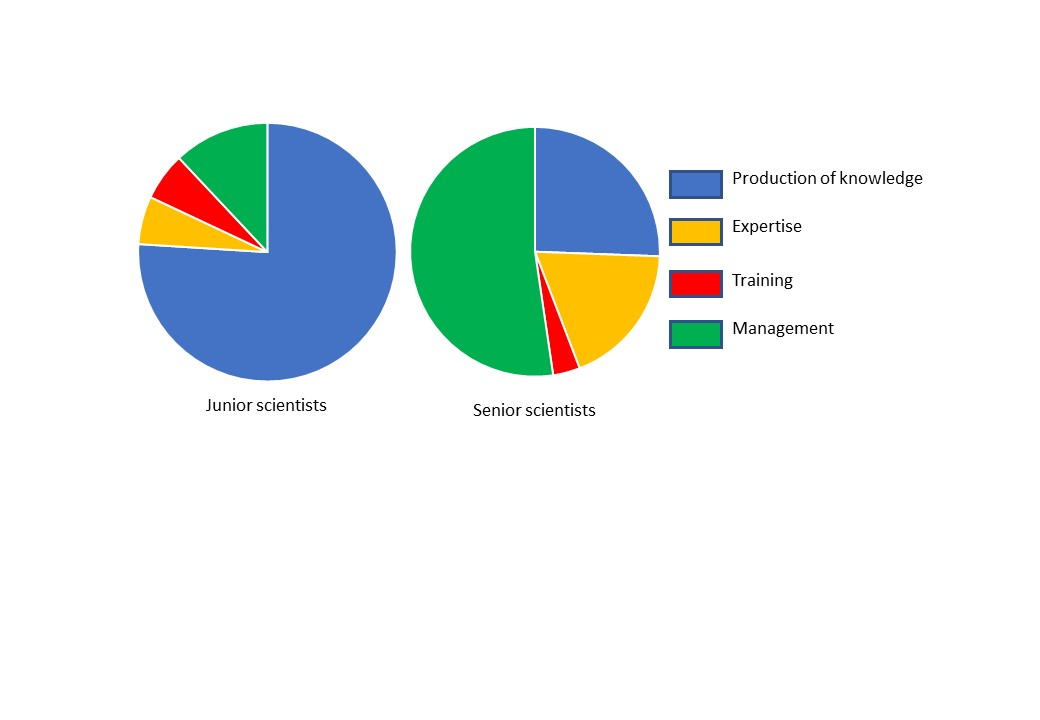 Production of knowledge
Expertise
Training
Management
Junior scientists
Senior scientists